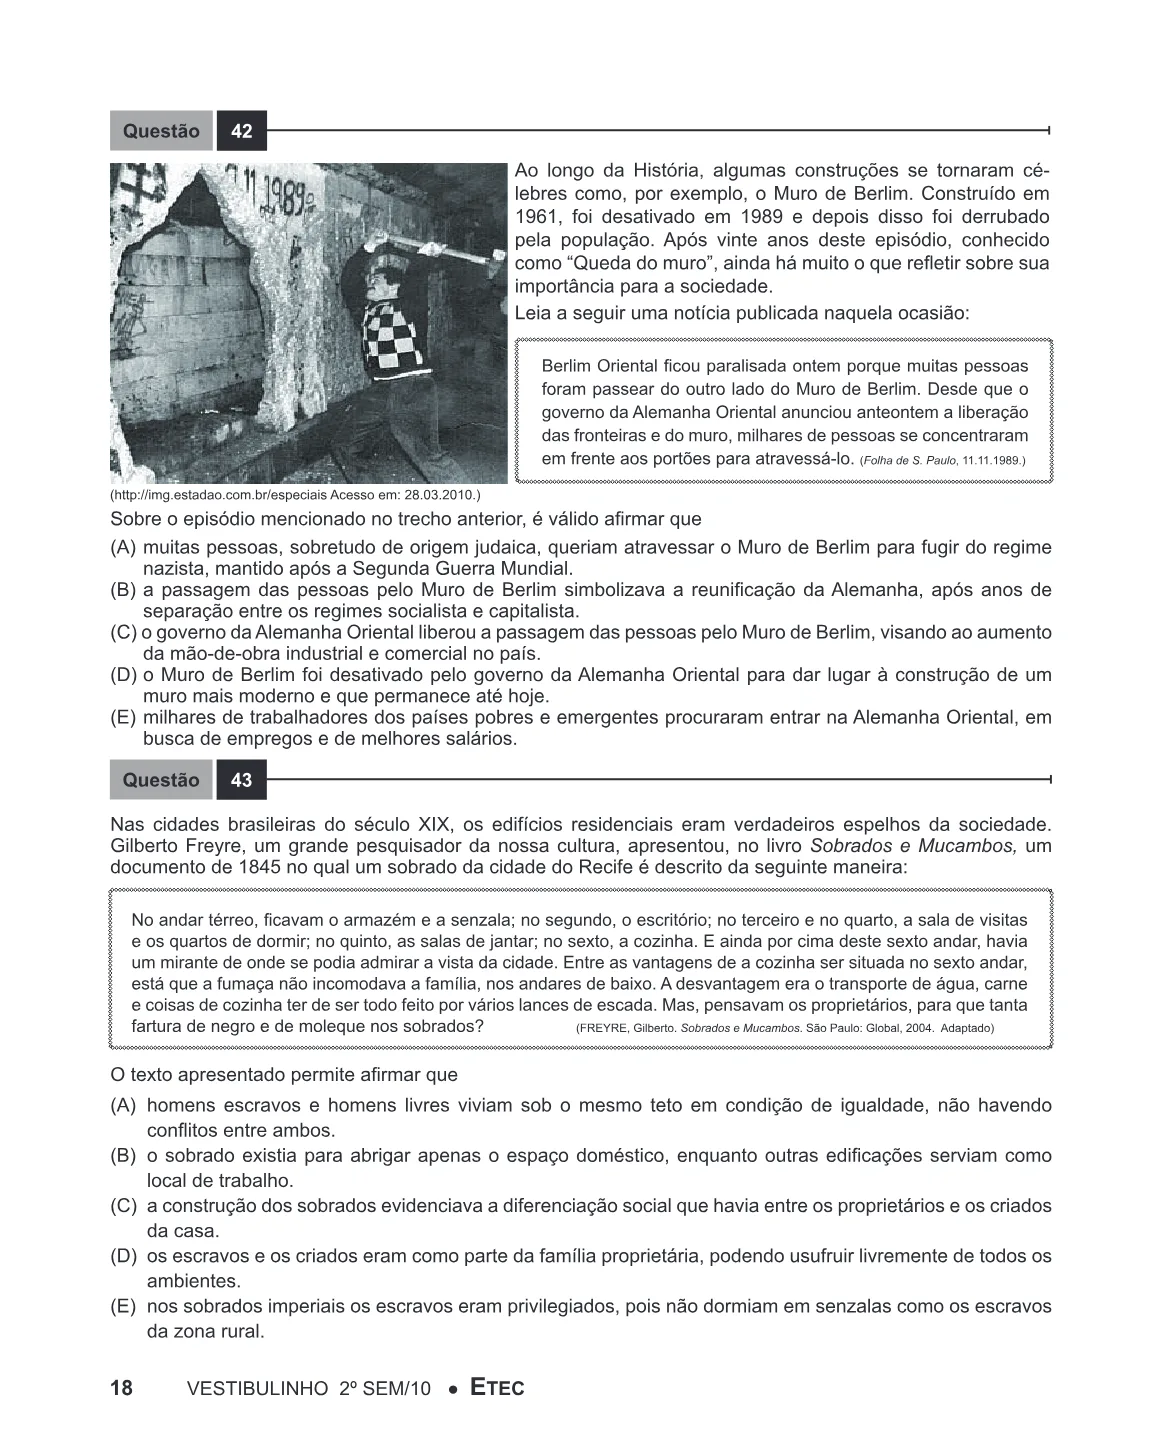 Questão 42
9.11.1989
Ao longo da História, algumas construções se tornaram cé-
lebres como, por exemplo, o Muro de Berlim. Construído em
1961, foi desativado em 1989 e depois disso foi derrubado
pela população. Após vinte anos deste episódio, conhecido
como “Queda do muro”, ainda há muito o que refletir sobre sua
importância para a sociedade.
Leia a seguir uma notícia publicada naquela ocasião:
Berlim Oriental ficou paralisada ontem porque muitas pessoas
foram passear do outro lado do Muro de Berlim. Desde que o
governo da Alemanha Oriental anunciou anteontem a liberação
das fronteiras e do muro, milhares de pessoas se concentraram
em frente aos portões para atravessá-lo. (Folha de S. Paulo, 11.11.1989.)
(http://img.estadao.com.br/especiais Acesso em: 28.03.2010.)
Sobre o episódio mencionado no trecho anterior, é válido afirmar que
(A) muitas pessoas, sobretudo de origem judaica, queriam atravessar o Muro de Berlim para fugir do regime
nazista, mantido após a Segunda Guerra Mundial.
(B) a passagem das pessoas pelo Muro de Berlim simbolizava a reunificação da Alemanha, após anos de
separação entre os regimes socialista e capitalista.
(C) o governo da Alemanha Oriental liberou a passagem das pessoas pelo Muro de Berlim, visando ao aumento
da mão-de-obra industrial e comercial no país.
(D) o Muro de Berlim foi desativado pelo governo da Alemanha Oriental para dar lugar à construção de um
muro mais moderno e que permanece até hoje.
(E) milhares de trabalhadores dos países pobres e emergentes procuraram entrar na Alemanha Oriental, em
busca de empregos e de melhores salários.
Questão 43
Nas cidades brasileiras do século XIX, os edifícios residenciais eram verdadeiros espelhos da sociedade.
Gilberto Freyre, um grande pesquisador da nossa cultura, apresentou, no livro Sobrados e Mucambos, um
documento de 1845 no qual um sobrado da cidade do Recife é descrito da seguinte maneira:
No andar térreo, ficavam o armazém e a senzala; no segundo, o escritório; no terceiro e no quarto, a sala de visitas
e os quartos de dormir; no quinto, as salas de jantar; no sexto, a cozinha. E ainda por cima deste sexto andar, havia
um mirante de onde se podia admirar a vista da cidade. Entre as vantagens de a cozinha ser situada no sexto andar,
está que a fumaça não incomodava a família, nos andares de baixo. A desvantagem era o transporte de água, carne
e coisas de cozinha ter de ser todo feito por vários lances de escada. Mas, pensavam os proprietários, para que tanta
fartura de negro e de moleque nos sobrados? (FREYRE, Gilberto. Sobrados e Mucambos. São Paulo: Global, 2004. Adaptado)
O texto apresentado permite afirmar que
(A) homens escravos e homens livres viviam sob o mesmo teto em condição de igualdade, não havendo
conflitos entre ambos.
(B) o sobrado existia para abrigar apenas o espaço doméstico, enquanto outras edificações serviam como
local de trabalho.
(C) a construção dos sobrados evidenciava a diferenciação social que havia entre os proprietários e os criados
da casa.
(D) os escravos e os criados eram como parte da família proprietária, podendo usufruir livremente de todos os
ambientes.
(E) nos sobrados imperiais os escravos eram privilegiados, pois não dormiam em senzalas como os escravos
da zona rural.
18 VESTIBULINHO 2º SEM/10 • ETEC